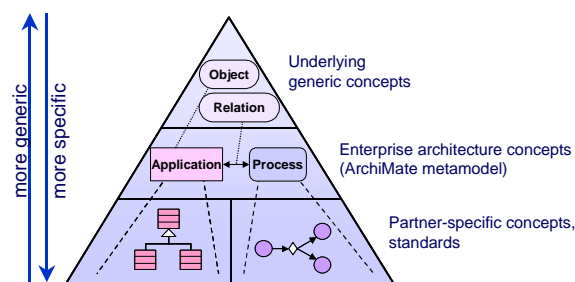 more generic
more specific
Object
Relation
Underlying
generic concepts
Application
Process
Enterprise architecture concepts
(ArchiMate metamodel)
Partner-specific concepts,
standards